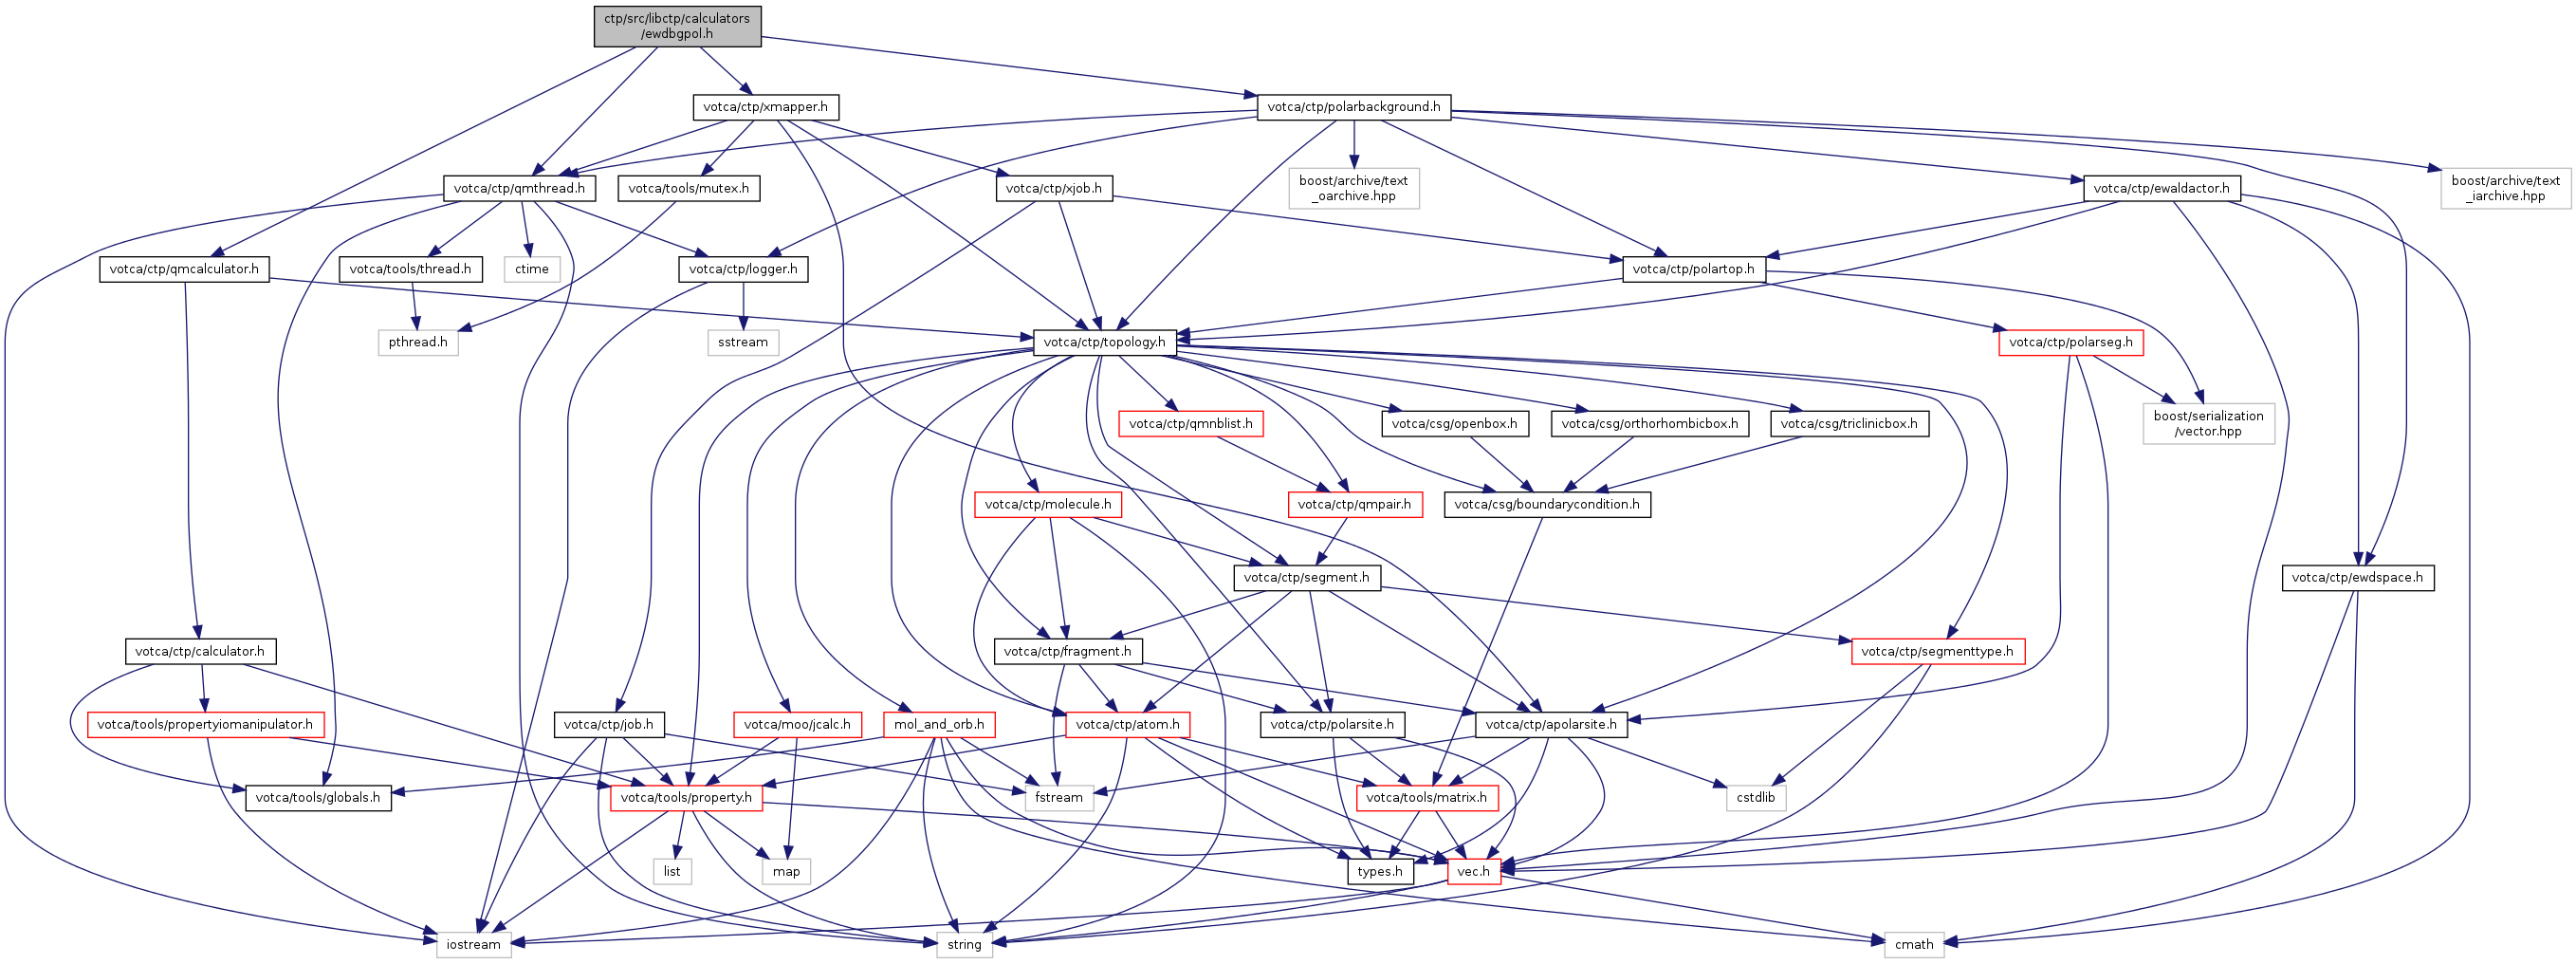 ctp/src/libctp/calculators
/ewdbgpol.h
votca/ctp/xmapper.h
votca/ctp/polarbackground.h
votca/ctp/qmthread.h
votca/tools/mutex.h
votca/ctp/xjob.h
boost/archive/text
_oarchive.hpp
votca/ctp/ewaldactor.h
boost/archive/text
_iarchive.hpp
votca/ctp/qmcalculator.h
votca/tools/thread.h
ctime
votca/ctp/logger.h
votca/ctp/polartop.h
pthread.h
sstream
votca/ctp/topology.h
votca/ctp/polarseg.h
votca/ctp/qmnblist.h
votca/csg/openbox.h
votca/csg/orthorhombicbox.h
votca/csg/triclinicbox.h
boost/serialization
/vector.hpp
votca/ctp/molecule.h
votca/ctp/qmpair.h
votca/csg/boundarycondition.h
votca/ctp/segment.h
votca/ctp/ewdspace.h
votca/ctp/calculator.h
votca/ctp/fragment.h
votca/ctp/segmenttype.h
votca/tools/propertyiomanipulator.h
votca/ctp/job.h
votca/moo/jcalc.h
mol_and_orb.h
votca/ctp/atom.h
votca/ctp/polarsite.h
votca/ctp/apolarsite.h
votca/tools/globals.h
votca/tools/property.h
fstream
votca/tools/matrix.h
cstdlib
list
map
types.h
vec.h
iostream
string
cmath